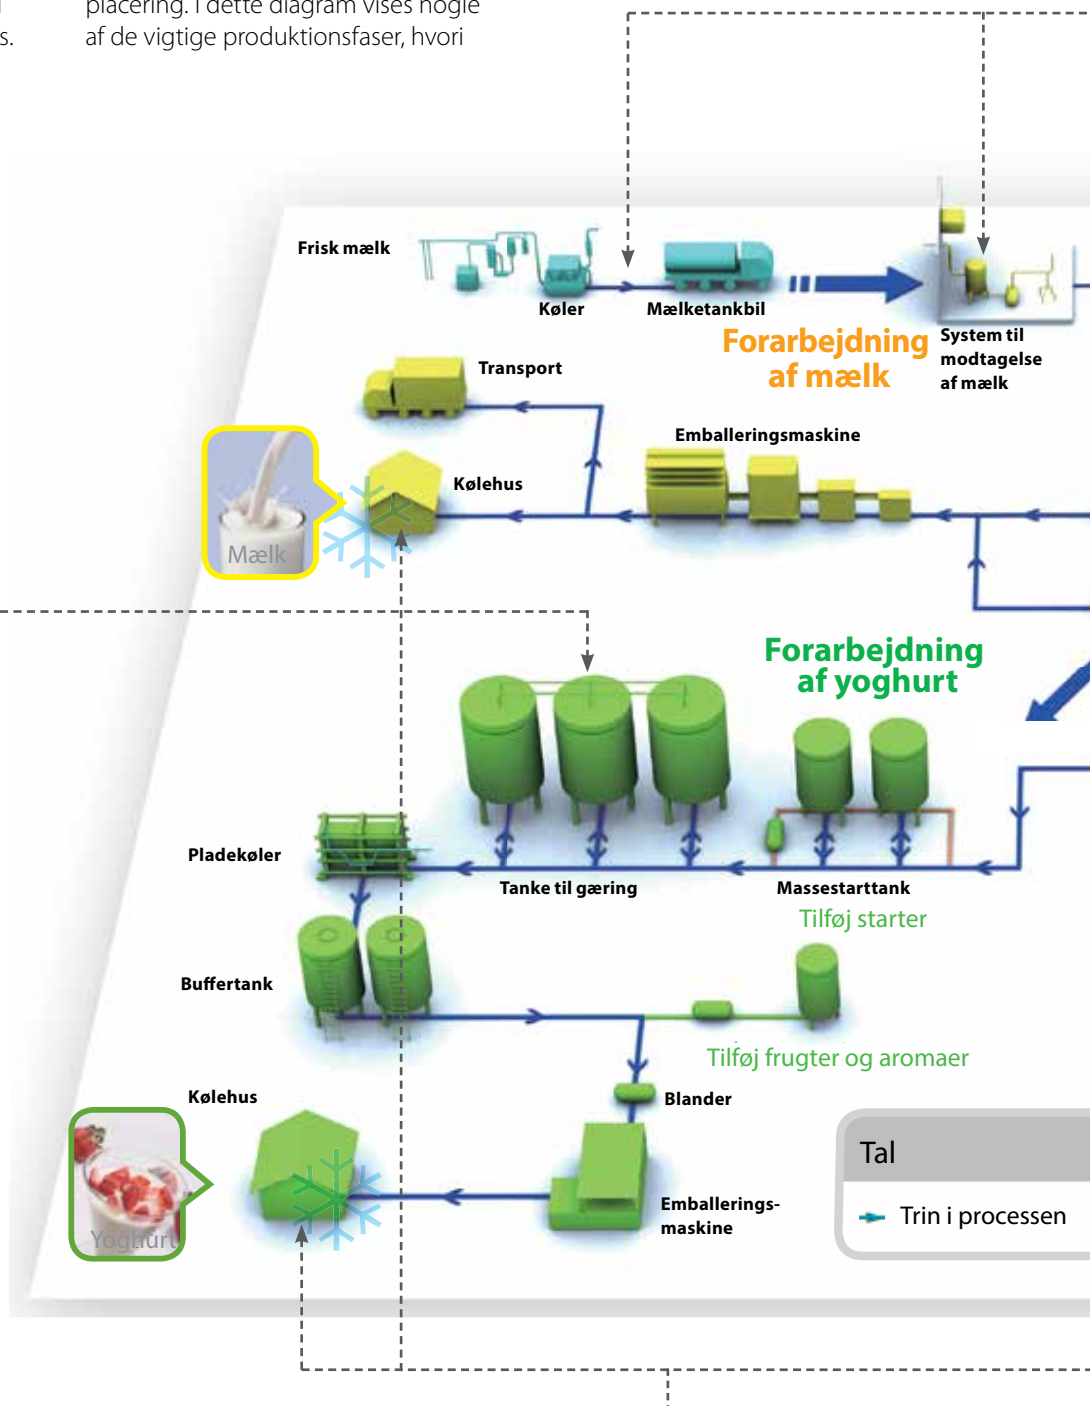 placering. I dette diagram vises nogle
s.
af de vigtige produktionsfaser, hvori
Frisk mælk
Køler
Mælketankbil
Forarbejdning
af mælk
System til
modtagelse
af mælk
Transport
Emballeringsmaskine
Kølehus
Mælk
Forarbejdning
af yoghurt
Pladekøler
Tanke til gæring
Massestarttank
Tilføj starter
Buffertank
Tilføj frugter og aromaer
Kølehus
Blander
Tal
Yoghurt
Emballerings-
maskine
Trin i processen